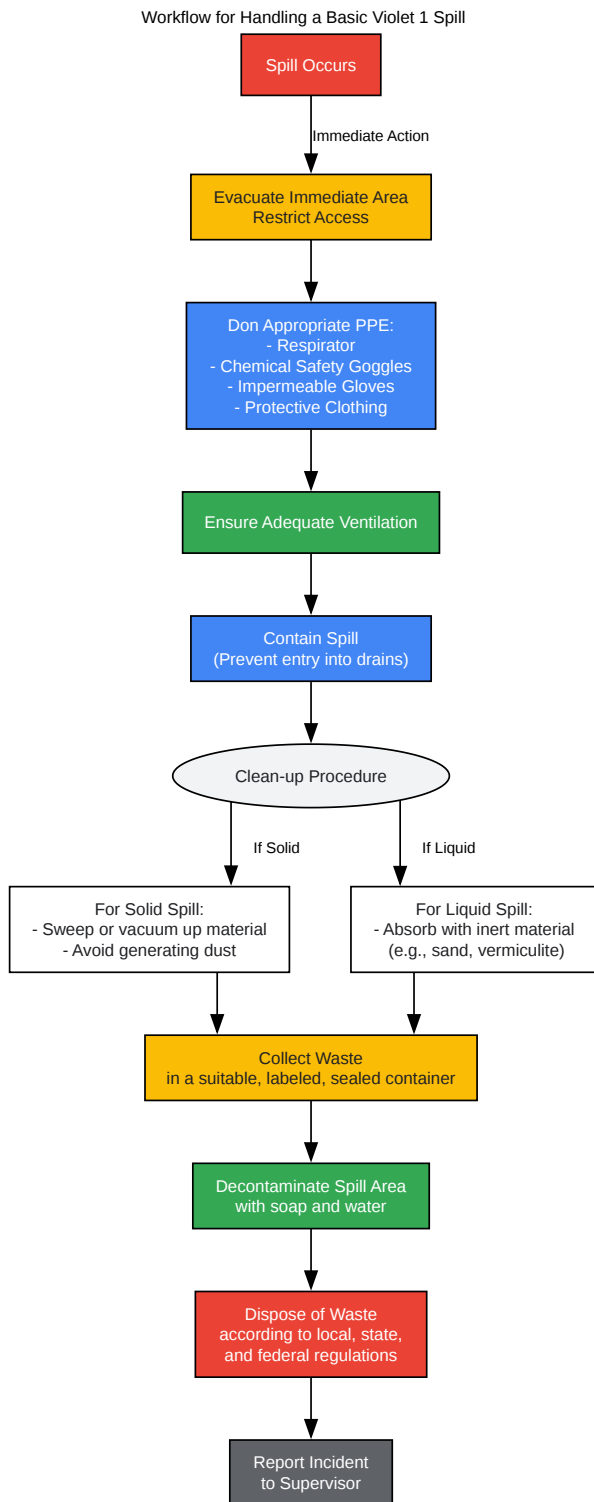 Workflow for Handling a Basic Violet 1 Spill
Spill Occurs
Immediate Action
Evacuate Immediate Area
Restrict Access
Don Appropriate PPE:
- Respirator
- Chemical Safety Goggles
- Impermeable Gloves
- Protective Clothing
Ensure Adequate Ventilation
Contain Spill
(Prevent entry into drains)
Clean-up Procedure
If Solid
If Liquid
For Solid Spill:
- Sweep or vacuum up material
- Avoid generating dust
For Liquid Spill:
- Absorb with inert material
(e.g., sand, vermiculite)
Collect Waste
in a suitable, labeled, sealed container
Decontaminate Spill Area
with soap and water
Dispose of Waste
according to local, state,
and federal regulations
Report Incident
to Supervisor